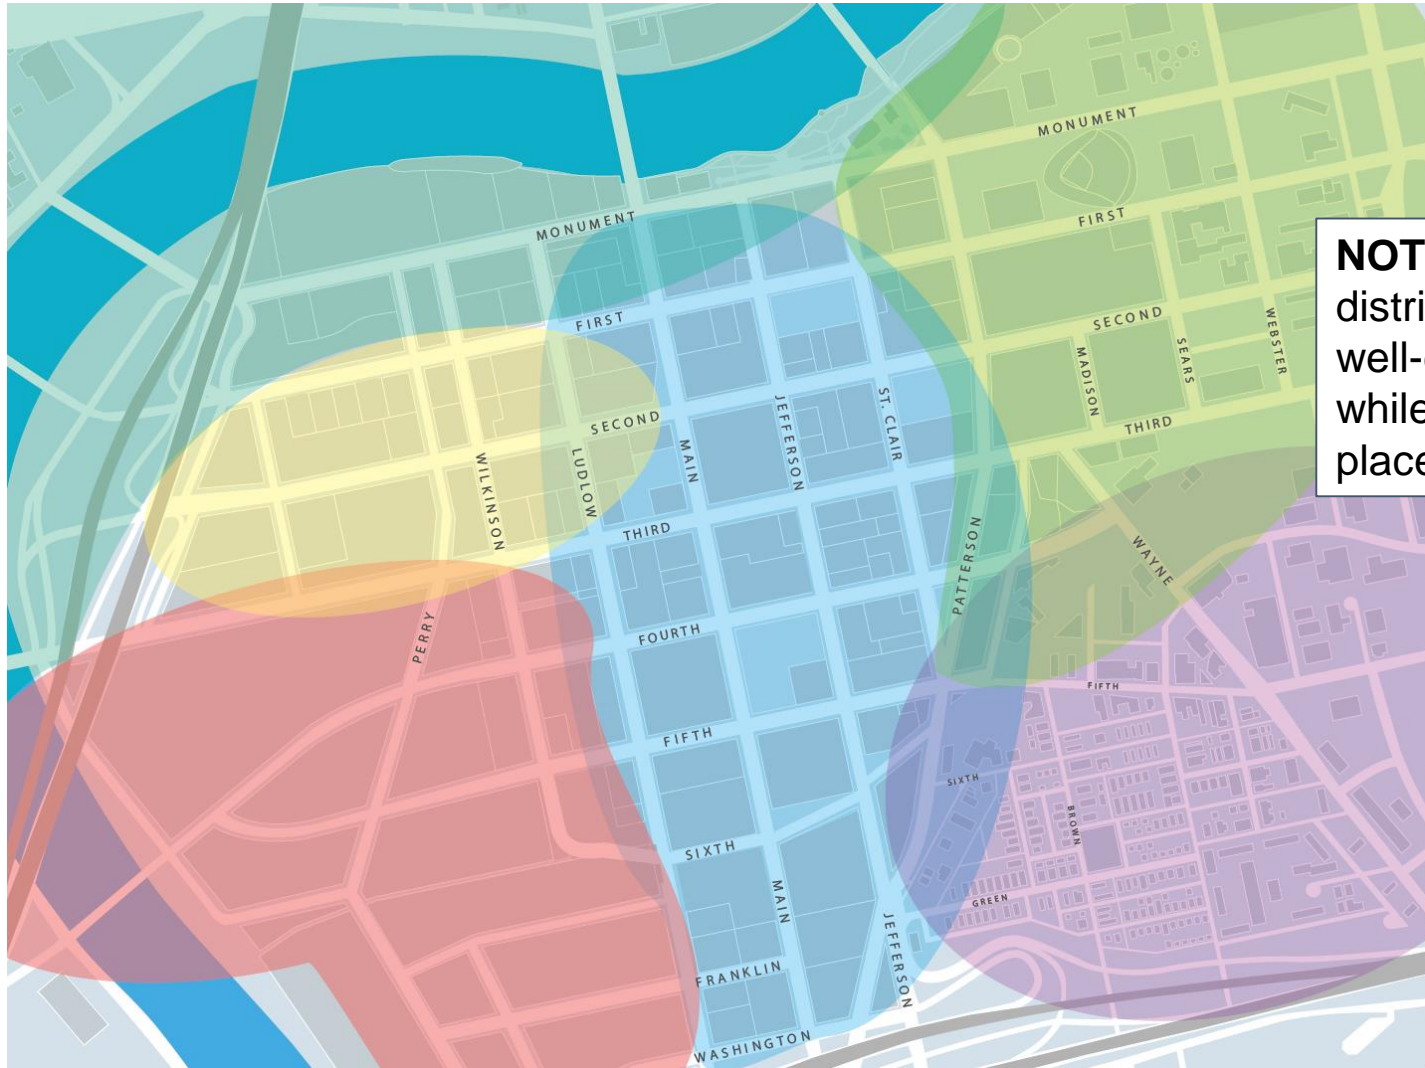 MONUMENT
MONUMENT
FIRST
FIRST
SECOND
WEBSTER
SEARS
MADISON
THIRD
SECOND
ST. CLAIR
JEFFERSON
MAIN
LUDLOW
WILKINSON
THIRD
PATTERSON
WAYNE
PERRY
FOURTH
FIFTH
FIFTH
SIXTH
BROWN
SIXTH
GREEN
MAIN
JEFFERSON
FRANKLIN
WASHINGTON
NOT
distri
well-
while
place